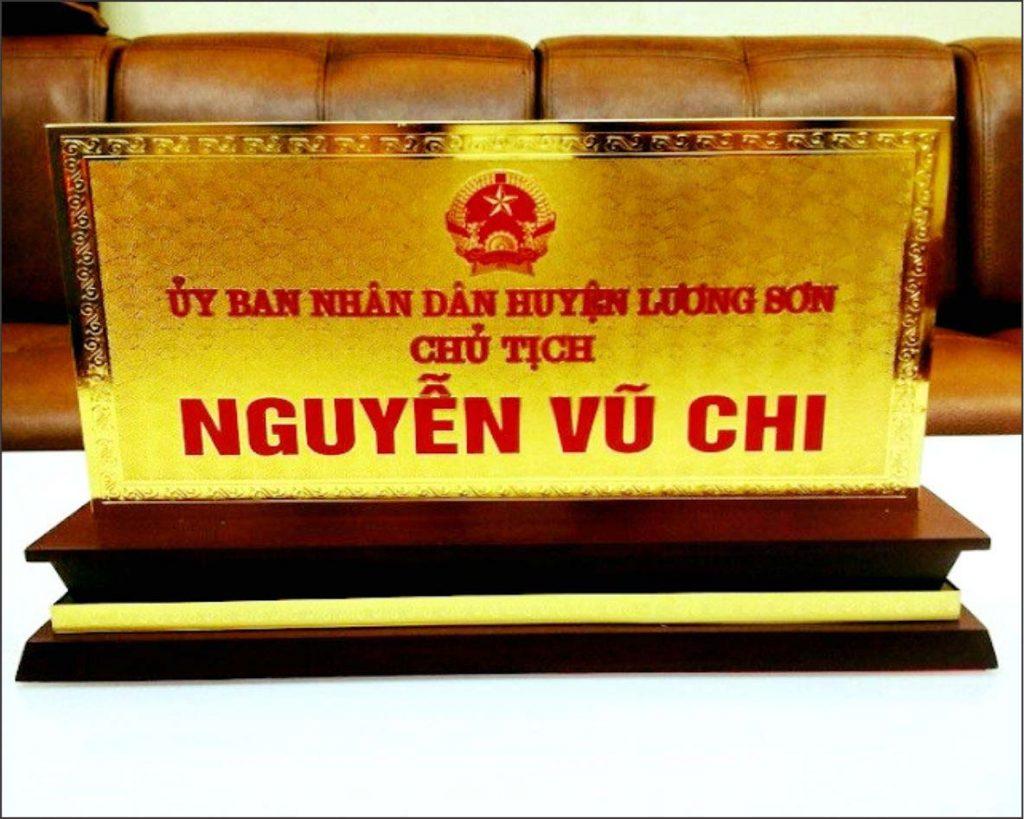 ỦY BAN NHÂN DÂN HUYỆN LƯƠNG SƠN
CHỦ TỊCH
NGUYỄN VŨ CHI